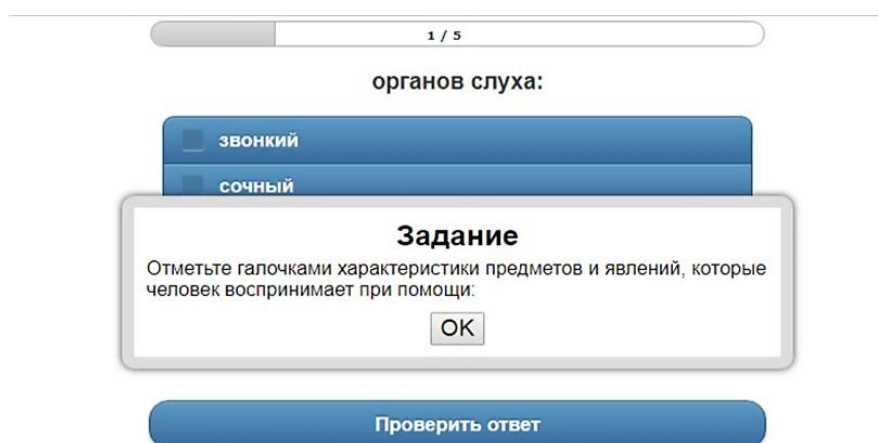 1 / 5
органов слуха:
звонкий
сочный
Задание
Отметьте галочками характеристики предметов и явлений, которые
человек воспринимает при помощи:
OK
Проверить ответ